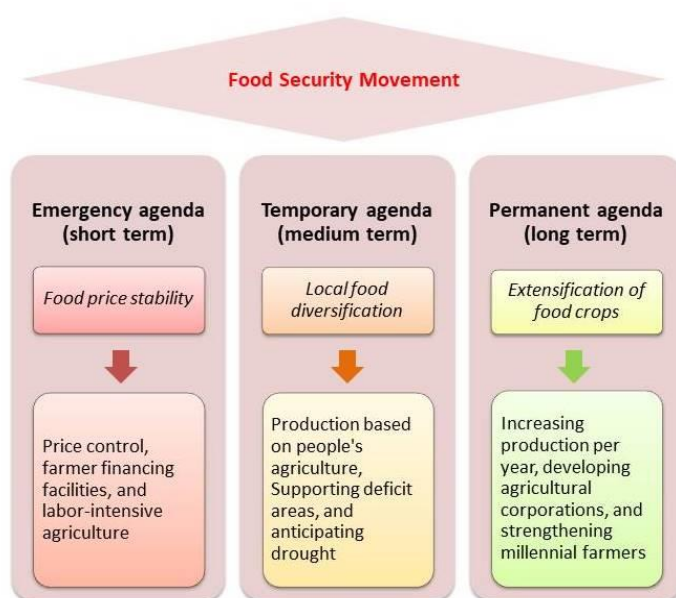 Food Security Movement
Emergency agenda
(short term)
Food price stability
Price control,
farmer financing
facilities, and
labor-intensive
agriculture
Temporary agenda
(medium term)
Local food
diversification
Production based
on people's
agriculture,
Supporting deficit
areas, and
anticipating
drought
Permanent agenda
(long term)
Extensification of
food crops
Increasing
production per
year, developing
agricultural
corporations, and
strengthening
millennial farmers